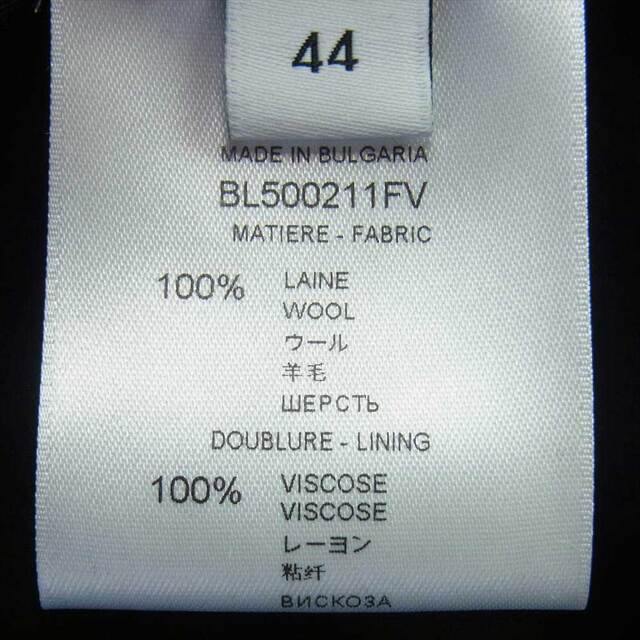 44
MADE IN BULGARIA
BL500211FV
MATIERE - FABRIC
100% LAINE
WOOL
ウール
羊毛
ШЕРСТЬ
DOUBLURE - LINING
100% VISCOSE
VISCOSE
レーヨン
粘纤
ВИСКОЗА